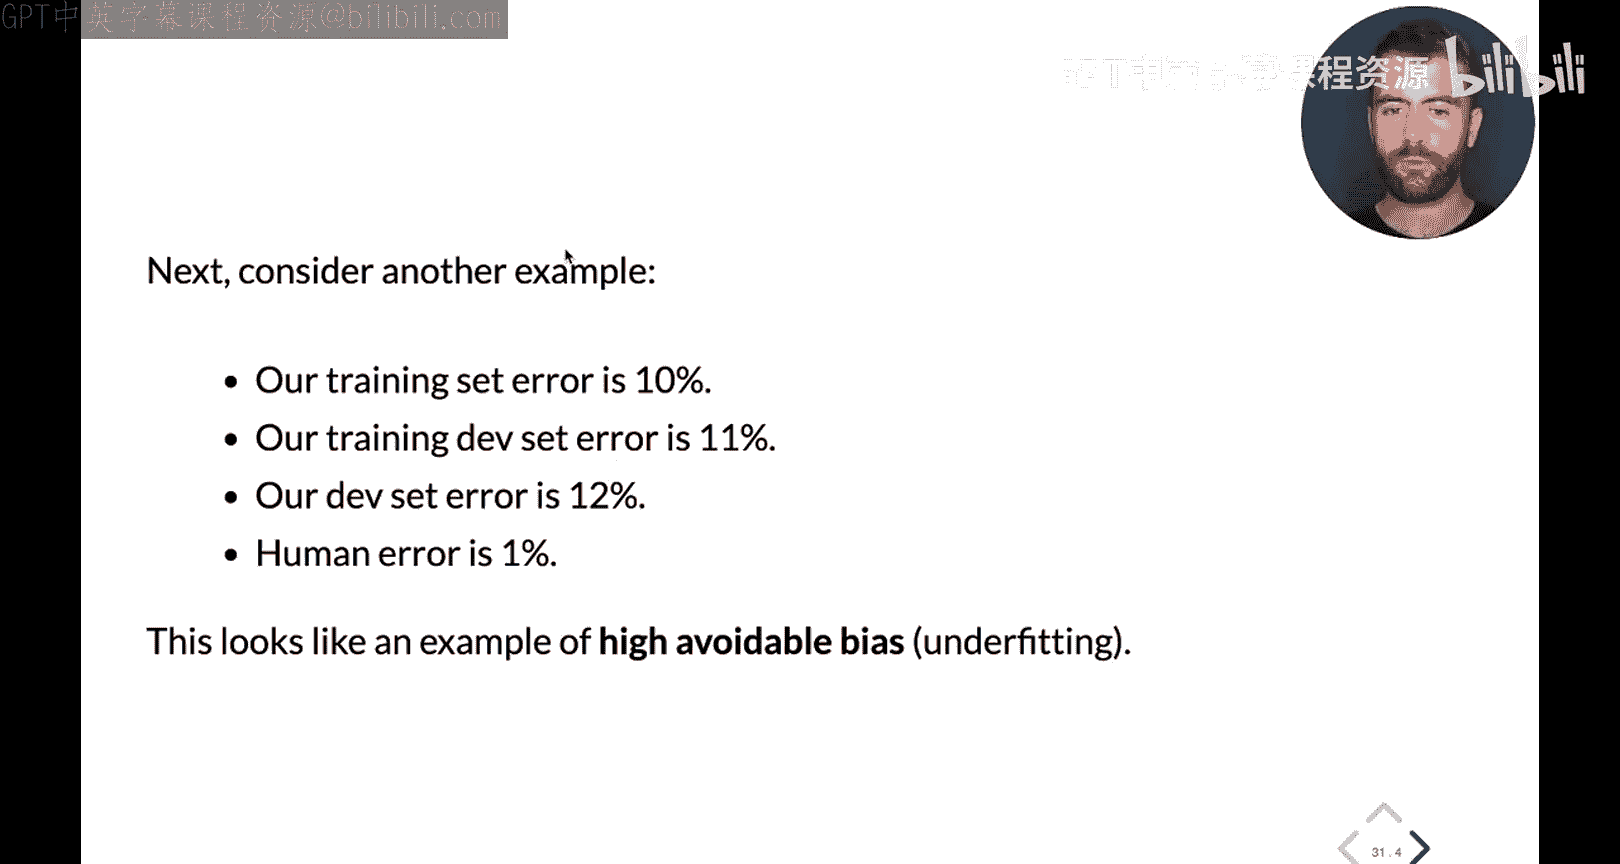 GPT中英字幕课程资源@bilibili.com
课程资源 bilibili
Next, consider another example:
• Our training set error is 10%.
• Our training dev set error is 11%.
• Our dev set error is 12%.
• Human error is 1%.
This looks like an example of high avoidable bias (underfitting).
31.4